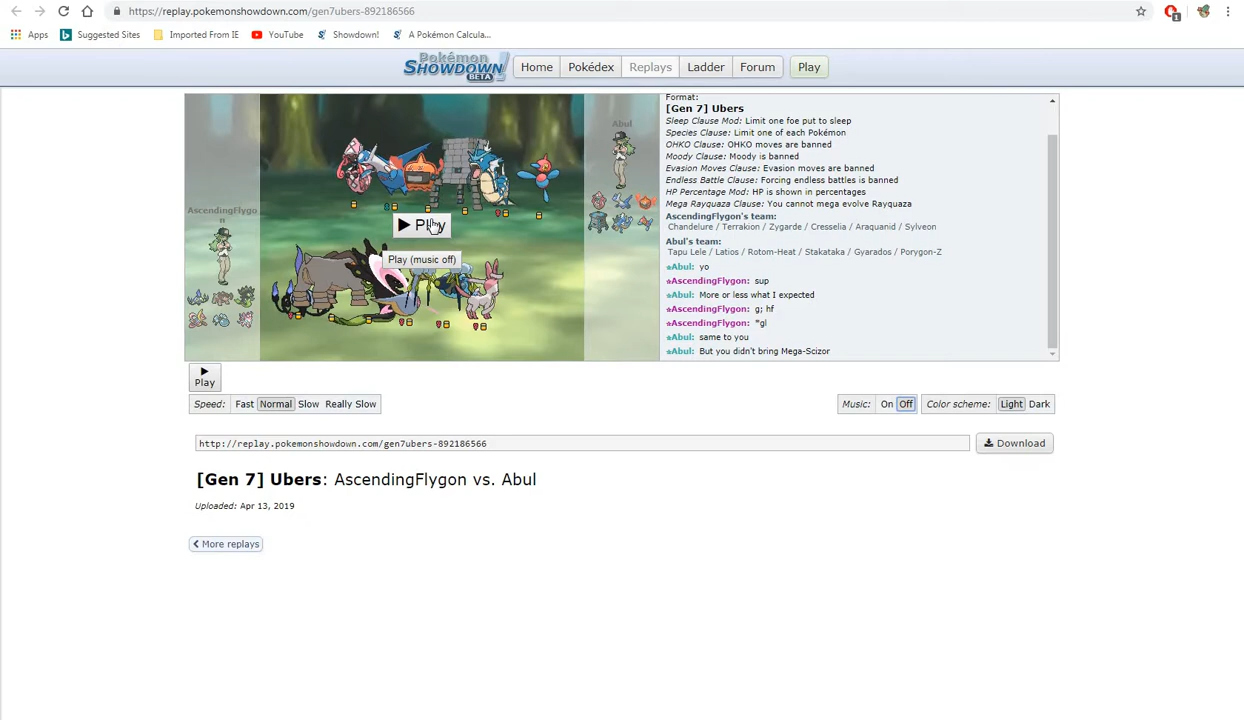 https://replay.pokemonshowdown.com/gen7ubers-892186566
1
Apps Suggested Sites Imported From IE YouTube Showdown! A Pokémon Calcula...
Pokémon
SHOWDOWN!
BETA
Home Pokédex Replays Ladder Forum Play
AscendingFlygo
n
Abul
Play
Play (music off)
Format:
[Gen 7] Ubers
Sleep Clause Mod: Limit one foe put to sleep
Species Clause: Limit one of each Pokémon
OHKO Clause: OHKO moves are banned
Moody Clause: Moody is banned
Evasion Moves Clause: Evasion moves are banned
Endless Battle Clause: Forcing endless battles is banned
HP Percentage Mod: HP is shown in percentages
Mega Rayquaza Clause: You cannot mega evolve Rayquaza
AscendingFlygon's team:
Chandelure / Terrakion / Zygarde / Cresselia / Araquanid / Sylveon
Abul's team:
Tapu Lele / Latios / Rotom-Heat / Stakataka / Gyarados / Porygon-Z
☆Abul: yo
☆AscendingFlygon: sup
☆Abul: More or less what I expected
☆AscendingFlygon: g; hf
☆AscendingFlygon: *gl
☆Abul: same to you
☆Abul: But you didn't bring Mega-Scizor
Play
Speed: Fast Normal Slow Really Slow
Music: On Off Color scheme: Light Dark
http://replay.pokemonshowdown.com/gen7ubers-892186566
Download
[Gen 7] Ubers: AscendingFlygon vs. Abul
Uploaded: Apr 13, 2019
More replays